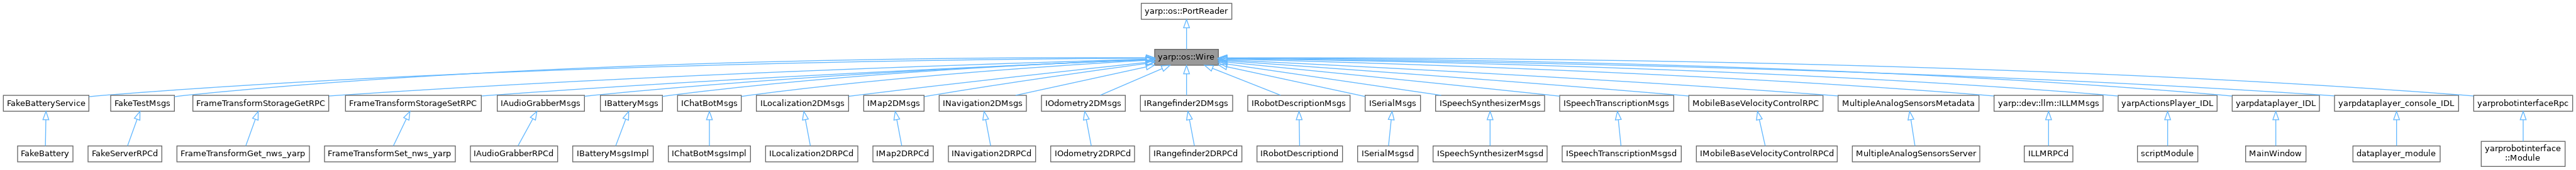 yarp::os::PortReader
yarp::os::Wire
FakeBatteryService
FakeTestMsgs
FrameTransformStorageGetRPC
FrameTransformStorageSetRPC
IAudioGrabberMsgs
IBatteryMsgs
IChatBotMsgs
ILocalization2DMsgs
IMap2DMsgs
INavigation2DMsgs
IOdometry2DMsgs
IRangefinder2DMsgs
IRobotDescriptionMsgs
ISerialMsgs
ISpeechSynthesizerMsgs
ISpeechTranscriptionMsgs
MobileBaseVelocityControlRPC
MultipleAnalogSensorsMetadata
yarp::dev::llm::ILLMMsgs
yarpActionsPlayer_IDL
yarpdataplayer_IDL
yarpdataplayer_console_IDL
yarprobotinterfaceRpc
FakeBattery
FakeServerRPCd
FrameTransformGet_nws_yarp
FrameTransformSet_nws_yarp
IAudioGrabberRPCd
IBatteryMsgsImpl
IChatBotMsgsImpl
ILocalization2DRPCd
IMap2DRPCd
INavigation2DRPCd
IOdometry2DRPCd
IRangefinder2DRPCd
IRobotDescriptiond
ISerialMsgsd
ISpeechSynthesizerMsgsd
ISpeechTranscriptionMsgsd
IMobileBaseVelocityControlRPCd
MultipleAnalogSensorsServer
ILLMRPCd
scriptModule
MainWindow
dataplayer_module
yarprobotinterface
::Module